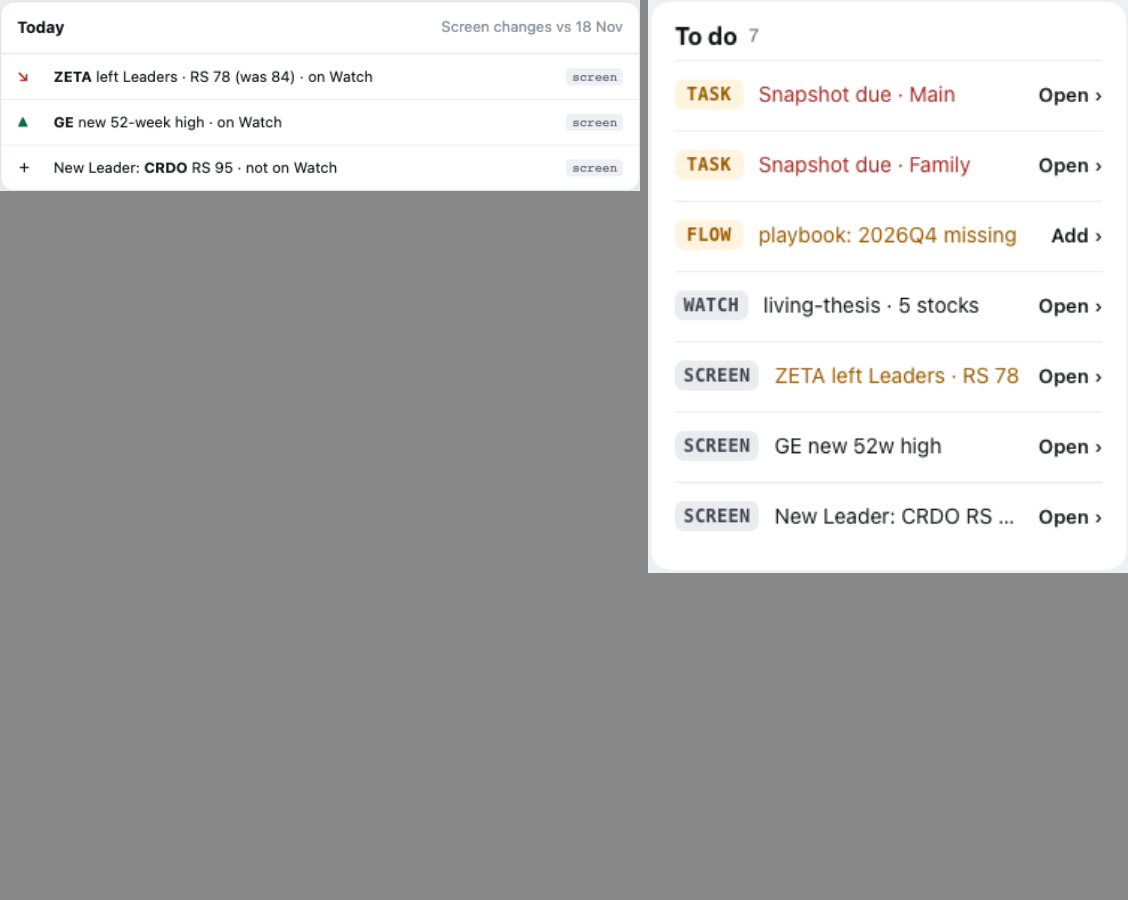 Today Screen changes vs 18 Nov
↘ ZETA left Leaders · RS 78 (was 84) · on Watch screen
▲ GE new 52-week high · on Watch screen
+ New Leader: CRDO RS 95 · not on Watch screen
To do 7
TASK Snapshot due · Main Open ›
TASK Snapshot due · Family Open ›
FLOW playbook: 2026Q4 missing Add ›
WATCH living-thesis · 5 stocks Open ›
SCREEN ZETA left Leaders · RS 78 Open ›
SCREEN GE new 52w high Open ›
SCREEN New Leader: CRDO RS ... Open ›